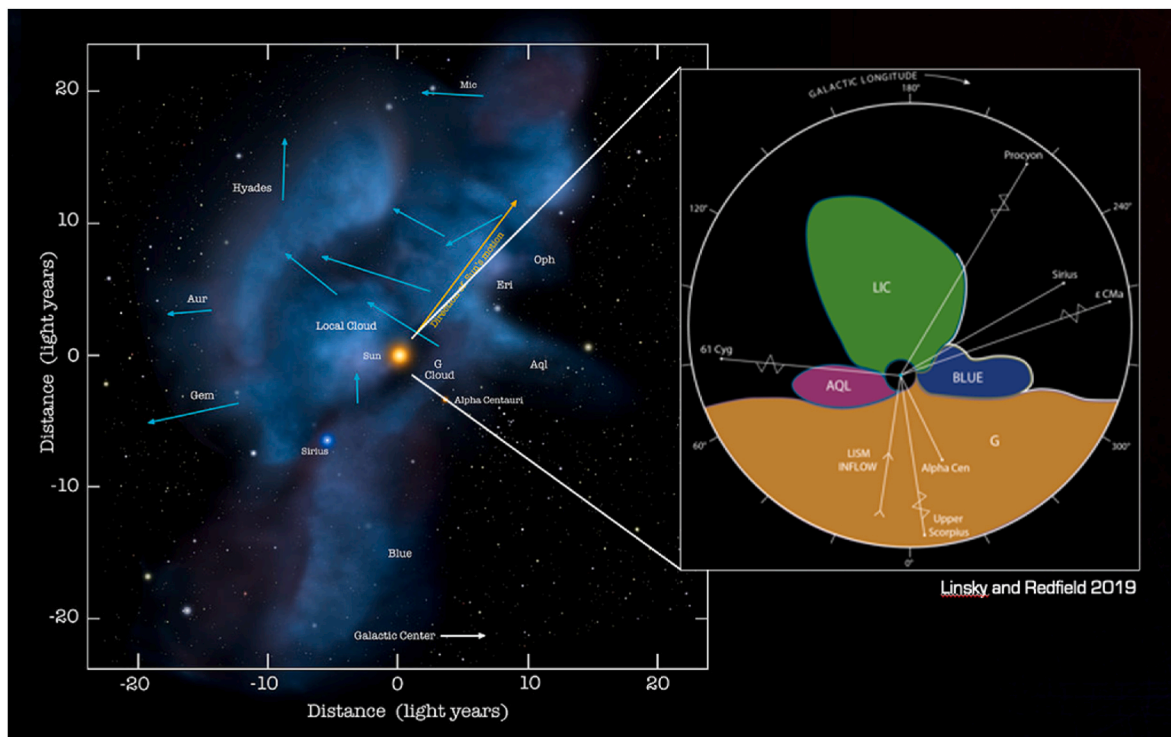 Distance (light years)
20
10
0
-10
-20
-20
-10
0
10
20
Distance (light years)
Mic
Hyades
Direction of Sun's motion
Oph
Eri
Aur
Local Cloud
Sun
G
Cloud
Aql
Gem
Alpha Centauri
Sirius
Blue
Galactic Center
GALACTIC LONGITUDE
180°
Procyon
120°
240°
Sirius
ε CMa
LIC
61 Cyg
AQL
BLUE
60°
300°
G
LISM
INFLOW
Alpha Cen
Upper
Scorpius
0°
Linsky and Redfield 2019